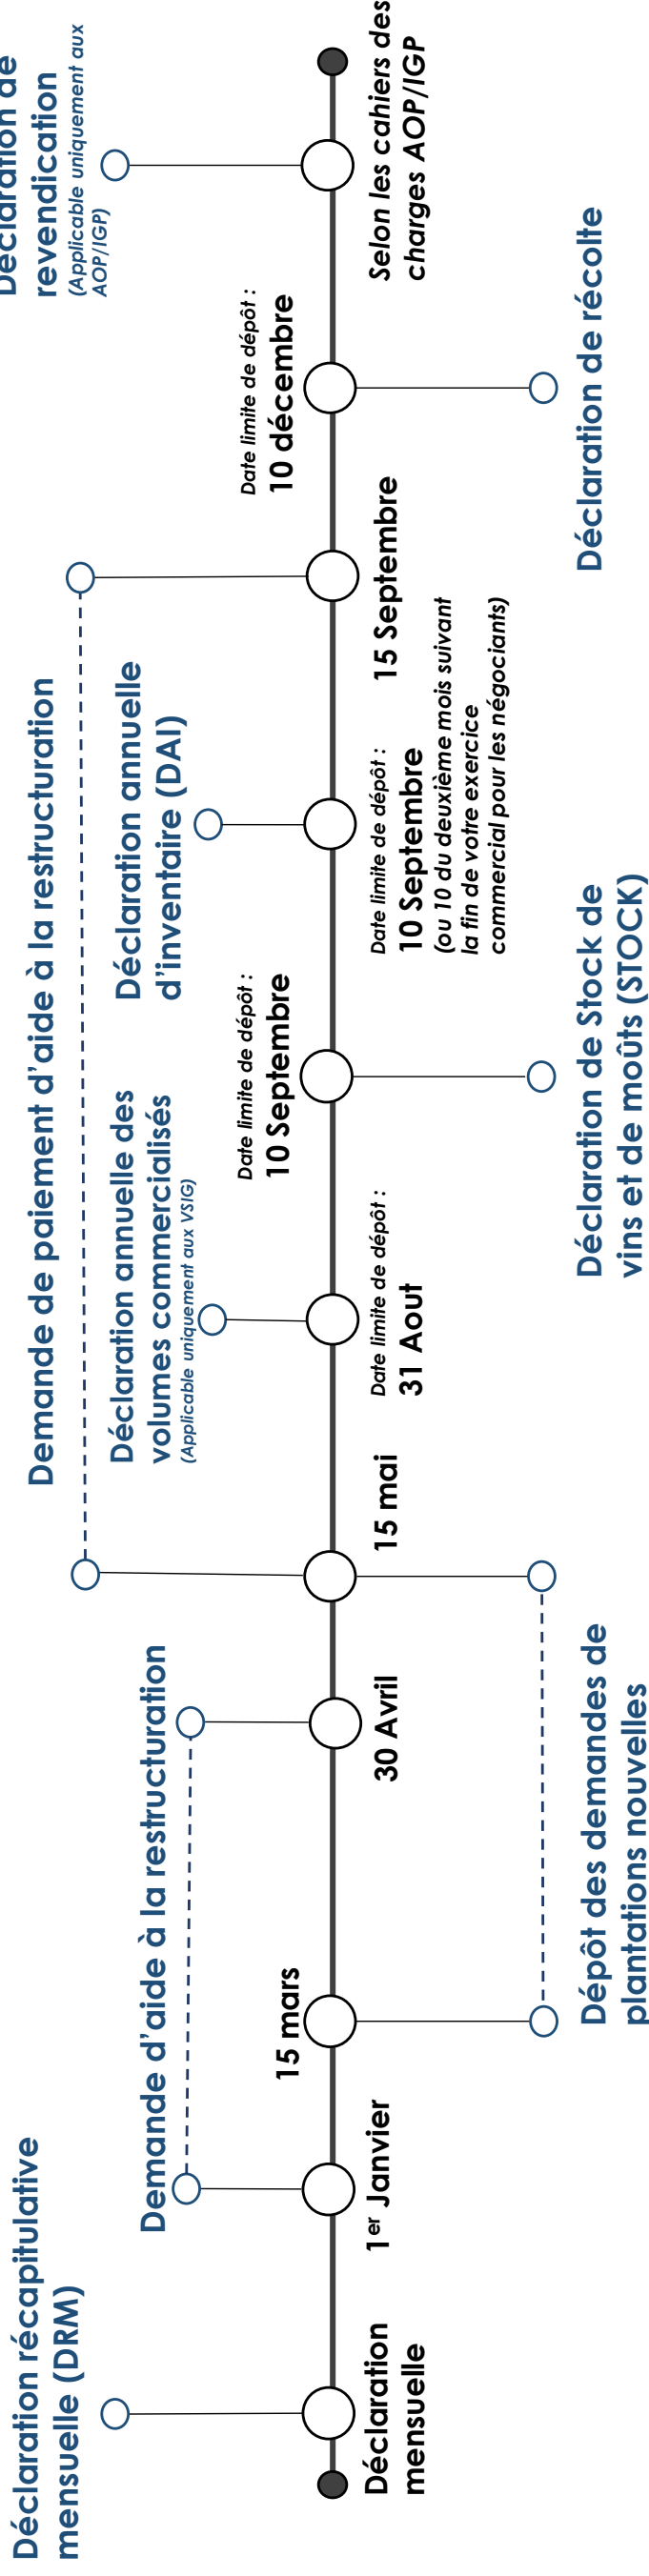 Déclaration récapitulative
mensuelle (DRM)
Déclaration
mensuelle
Demande d’aide à la restructuration
1er Janvier
15 mars
Dépôt des demandes de
plantations nouvelles
30 Avril
15 mai
Demande de paiement d’aide à la restructuration
Déclaration annuelle des
volumes commercialisés
(Applicable uniquement aux VSIG)
Date limite de dépôt :
31 Aout
Date limite de dépôt :
10 Septembre
Déclaration de Stock de
vins et de moûts (STOCK)
Déclaration annuelle
d’inventaire (DAI)
Date limite de dépôt :
10 Septembre
(ou 10 du deuxième mois suivant
la fin de votre exercice
commercial pour les négociants)
15 Septembre
Date limite de dépôt :
10 décembre
Déclaration de récolte
Déclaration de
revendication
(Applicable uniquement aux
AOP/IGP)
Selon les cahiers des
charges AOP/IGP